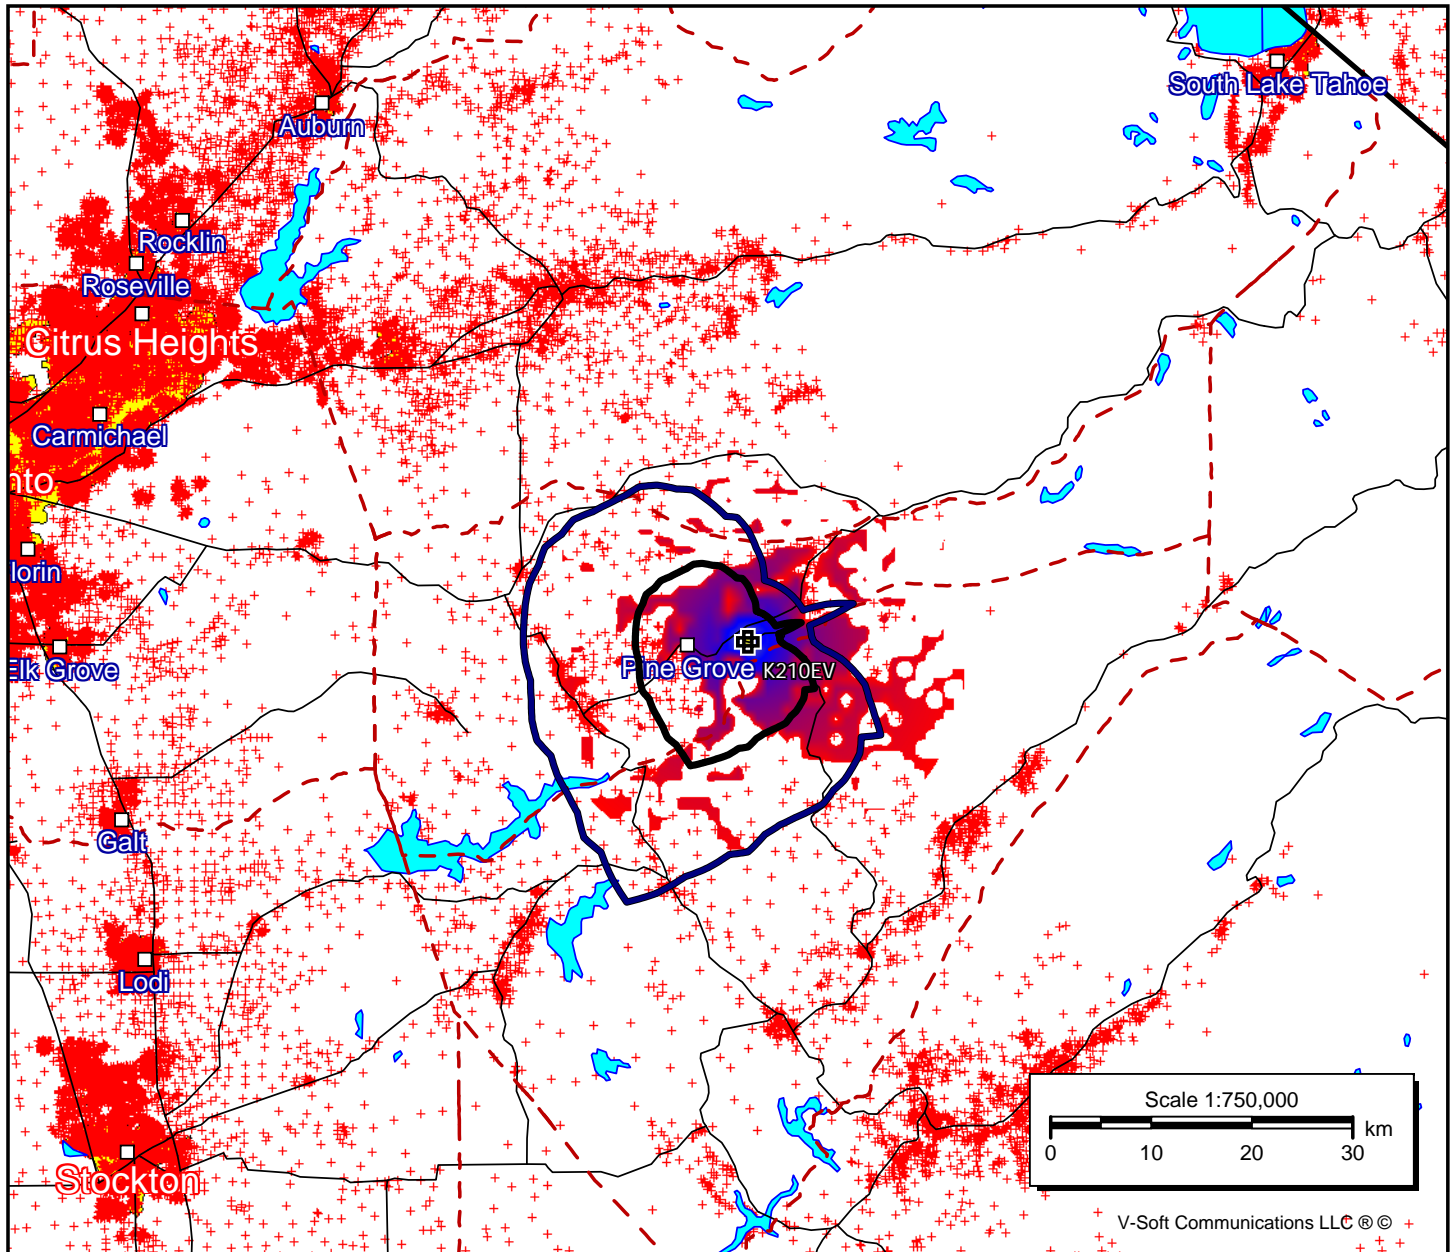 South Lake Tahoe
Auburn
Rocklin
Roseville
Citrus Heights
Carmichael
nto
lorin
Elk Grove
Pine Grove K210EV
Galt
Lodi
Stockton
Scale 1:750,000
km
0 10 20 30
V-Soft Communications LLC ® ©